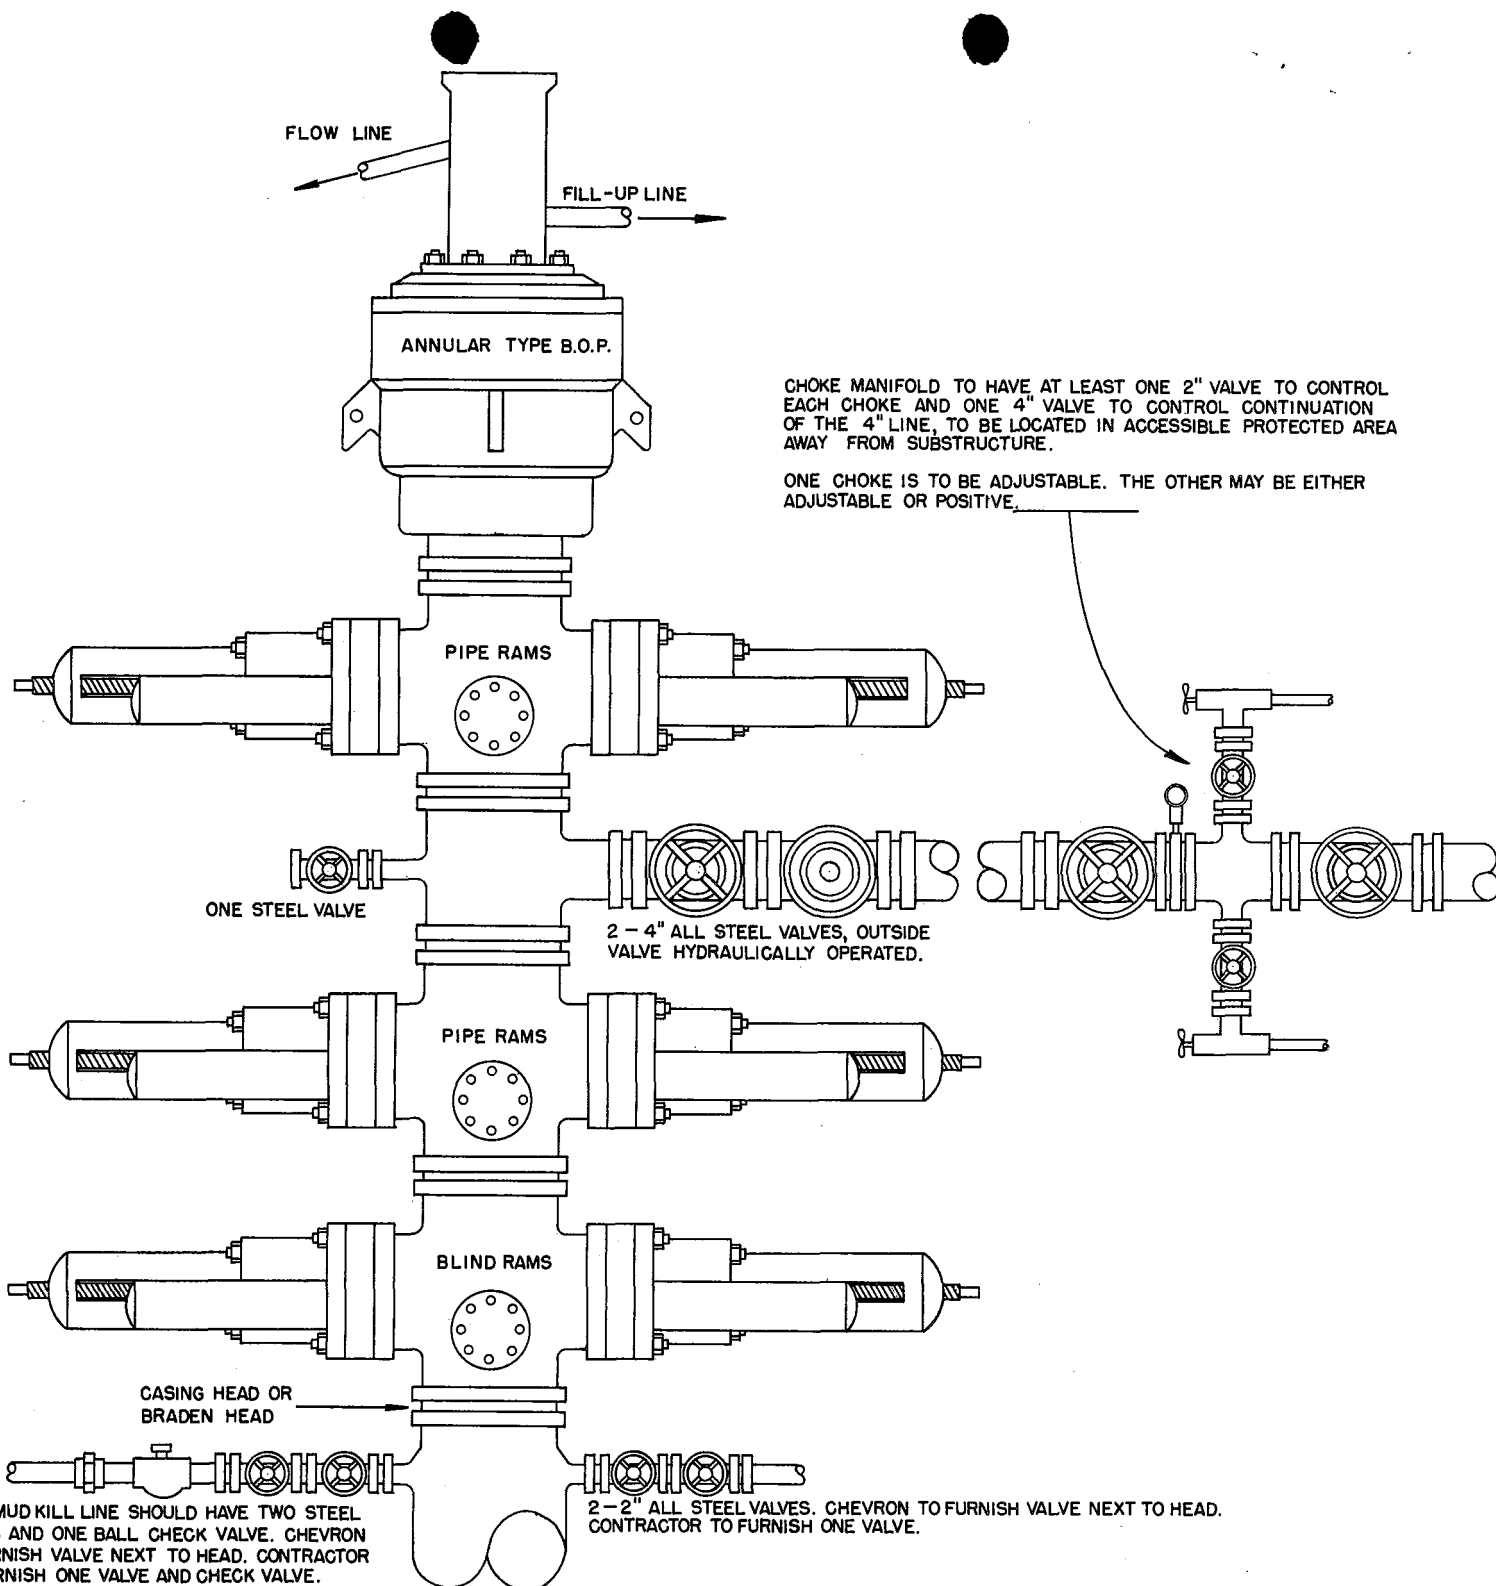 FLOW LINE
FILL-UP LINE
ANNULAR TYPE B.O.P.
CHOKE MANIFOLD TO HAVE AT LEAST ONE 2" VALVE TO CONTROL
EACH CHOKE AND ONE 4" VALVE TO CONTROL CONTINUATION
OF THE 4" LINE, TO BE LOCATED IN ACCESSIBLE PROTECTED AREA
AWAY FROM SUBSTRUCTURE.
ONE CHOKE IS TO BE ADJUSTABLE. THE OTHER MAY BE EITHER
ADJUSTABLE OR POSITIVE.
PIPE RAMS
ONE STEEL VALVE
2 - 4" ALL STEEL VALVES, OUTSIDE
VALVE HYDRAULICALLY OPERATED.
PIPE RAMS
BLIND RAMS
CASING HEAD OR
BRADEN HEAD
MUD KILL LINE SHOULD HAVE TWO STEEL
AND ONE BALL CHECK VALVE. CHEVRON
VALVE NEXT TO HEAD. CONTRACTOR
ONE VALVE AND CHECK VALVE.
2-2" ALL STEEL VALVES. CHEVRON TO FURNISH VALVE NEXT TO HEAD.
CONTRACTOR TO FURNISH ONE VALVE.